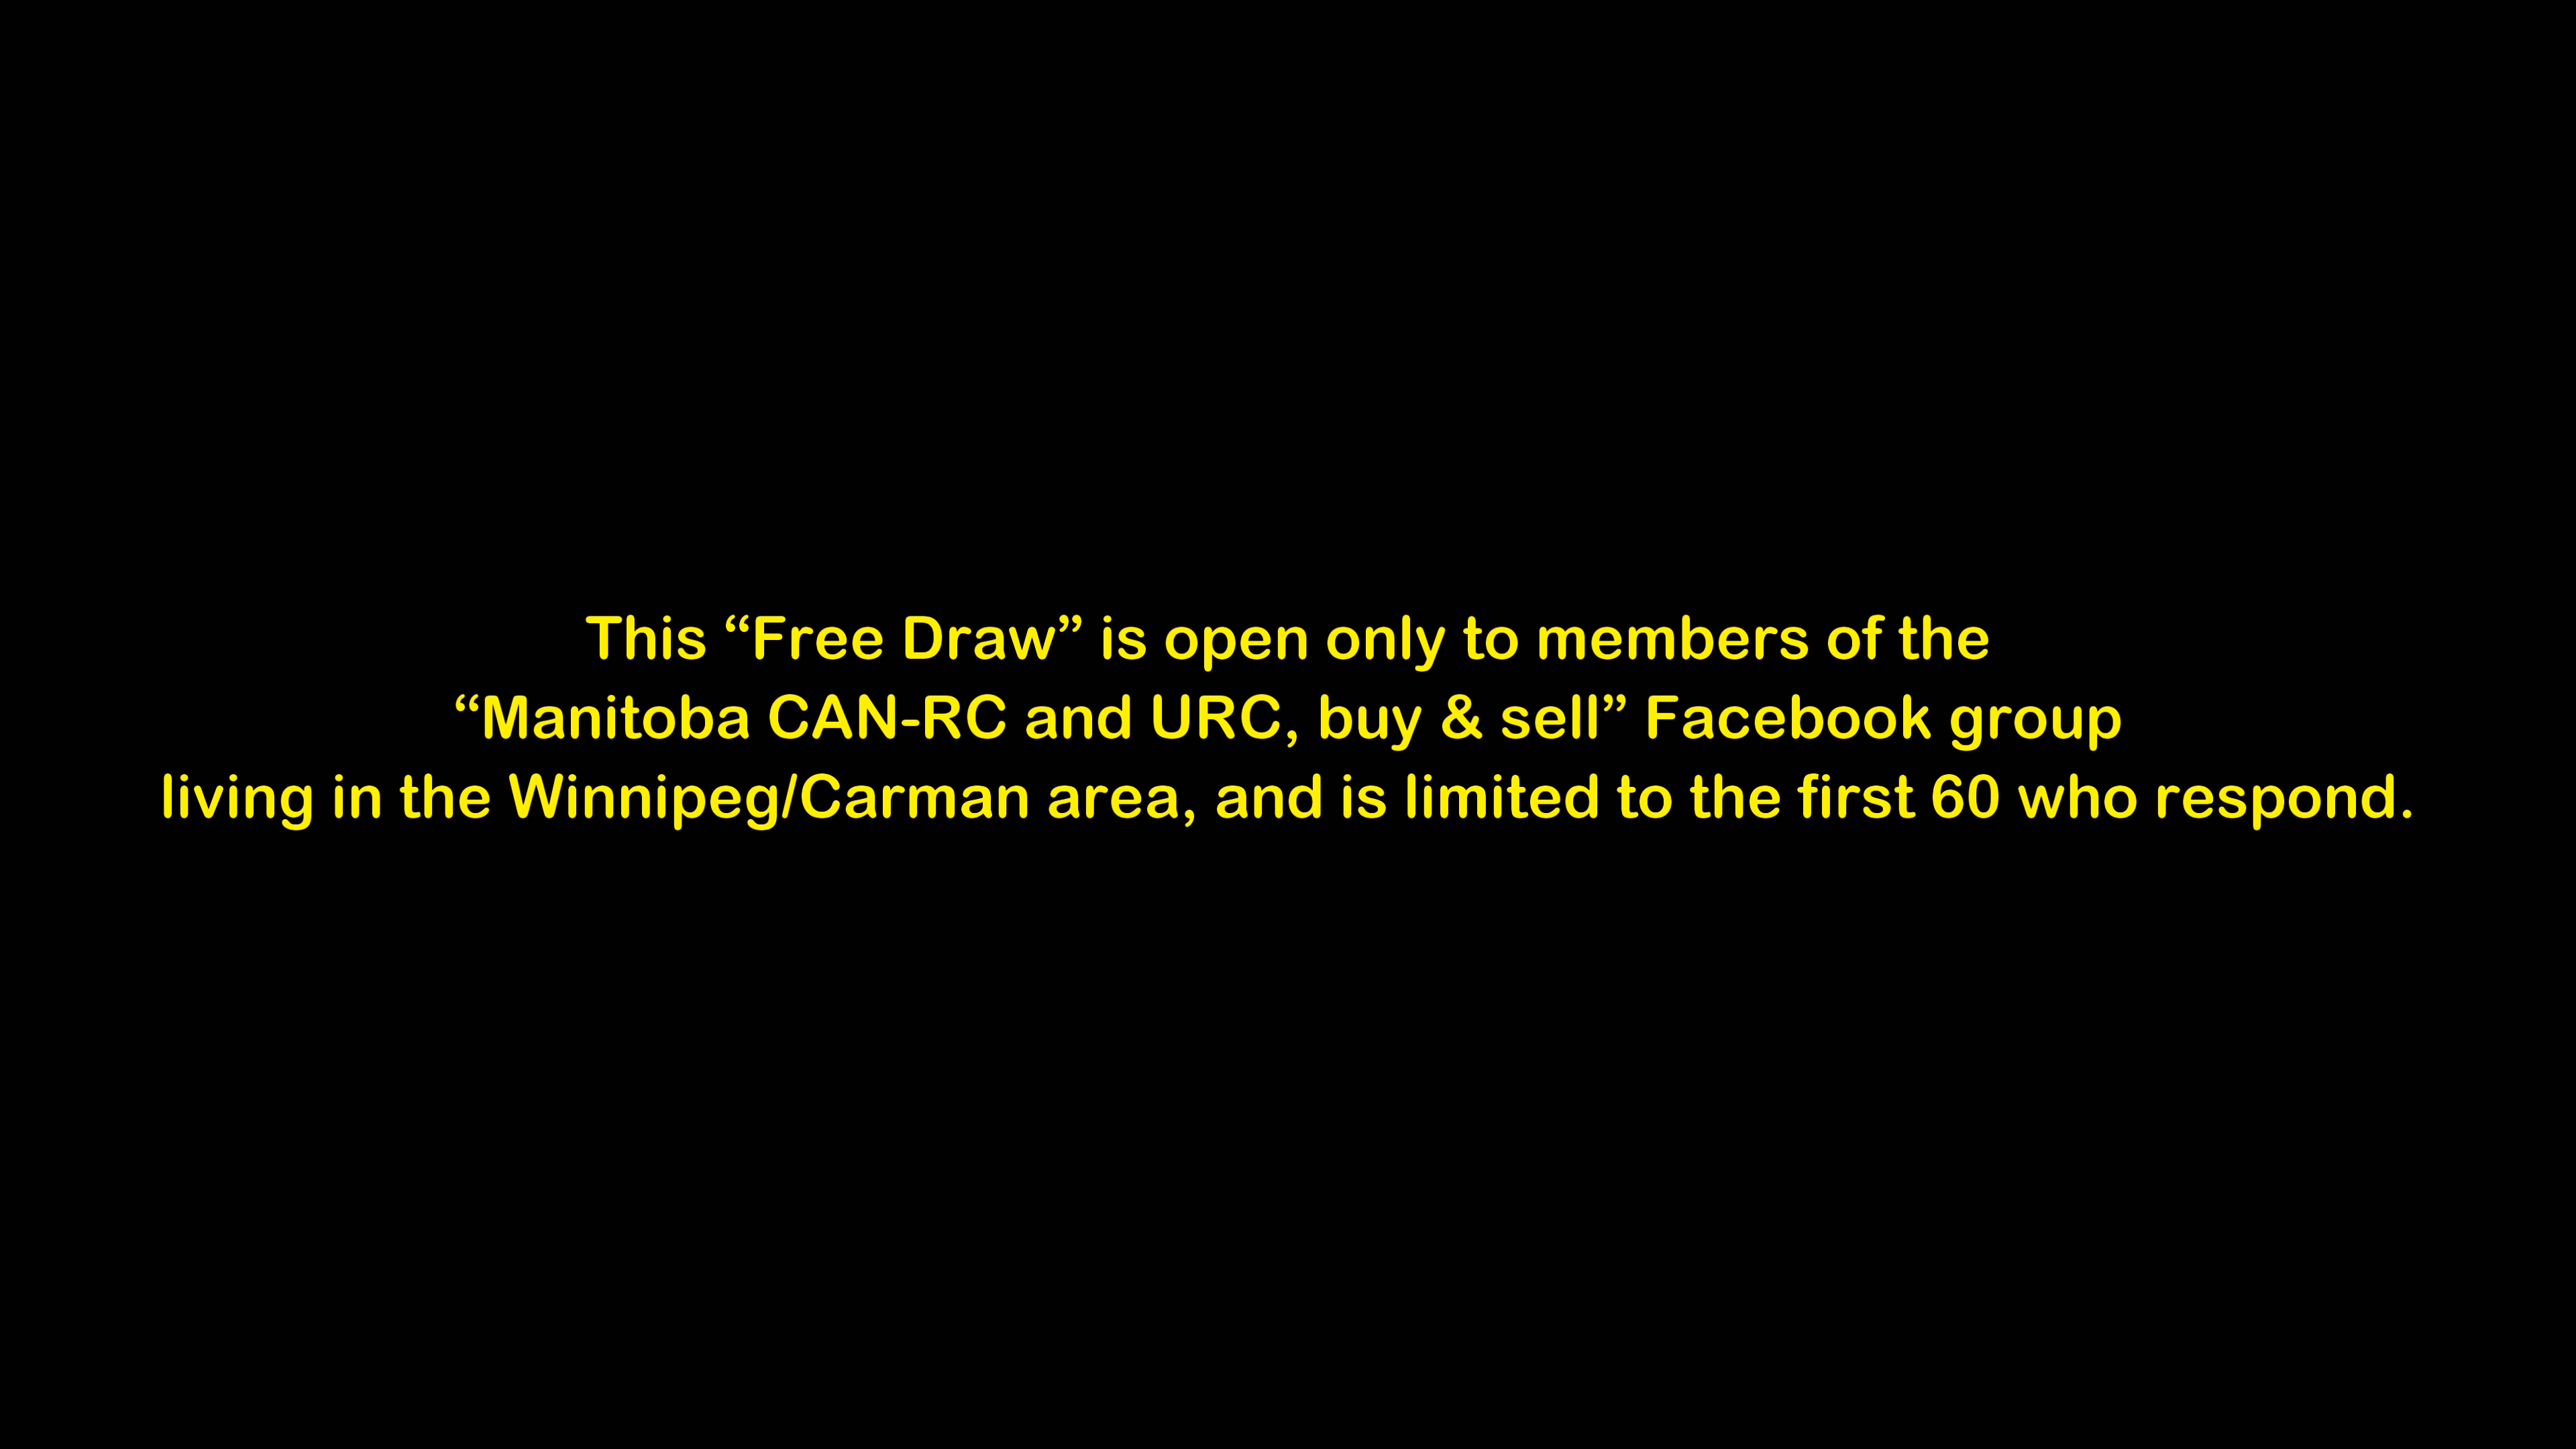 This “Free Draw” is open only to members of the
“Manitoba CAN-RC and URC, buy & sell” Facebook group
living in the Winnipeg/Carman area, and is limited to the first 60 who respond.